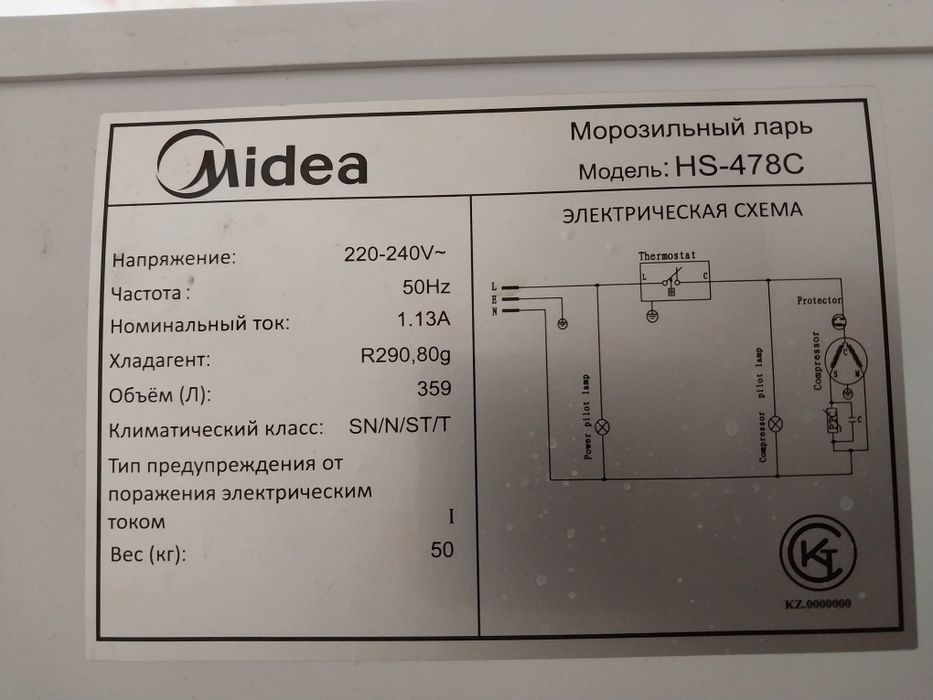 Midea
Морозильный ларь
Модель: HS-478C
Напряжение: 220-240V~
Частота : 50Hz
Номинальный ток: 1.13A
Хладагент: R290,80g
Объём (Л): 359
Климатический класс: SN/N/ST/T
Тип предупреждения от
поражения электрическим
током I
Вес (кг): 50
ЭЛЕКТРИЧЕСКАЯ СХЕМА
Thermostat
L C
L
E
N
Protector
Power pilot lamp
Compressor pilot lamp
Compressor
C
S M
PTC
C
KZ.0000000